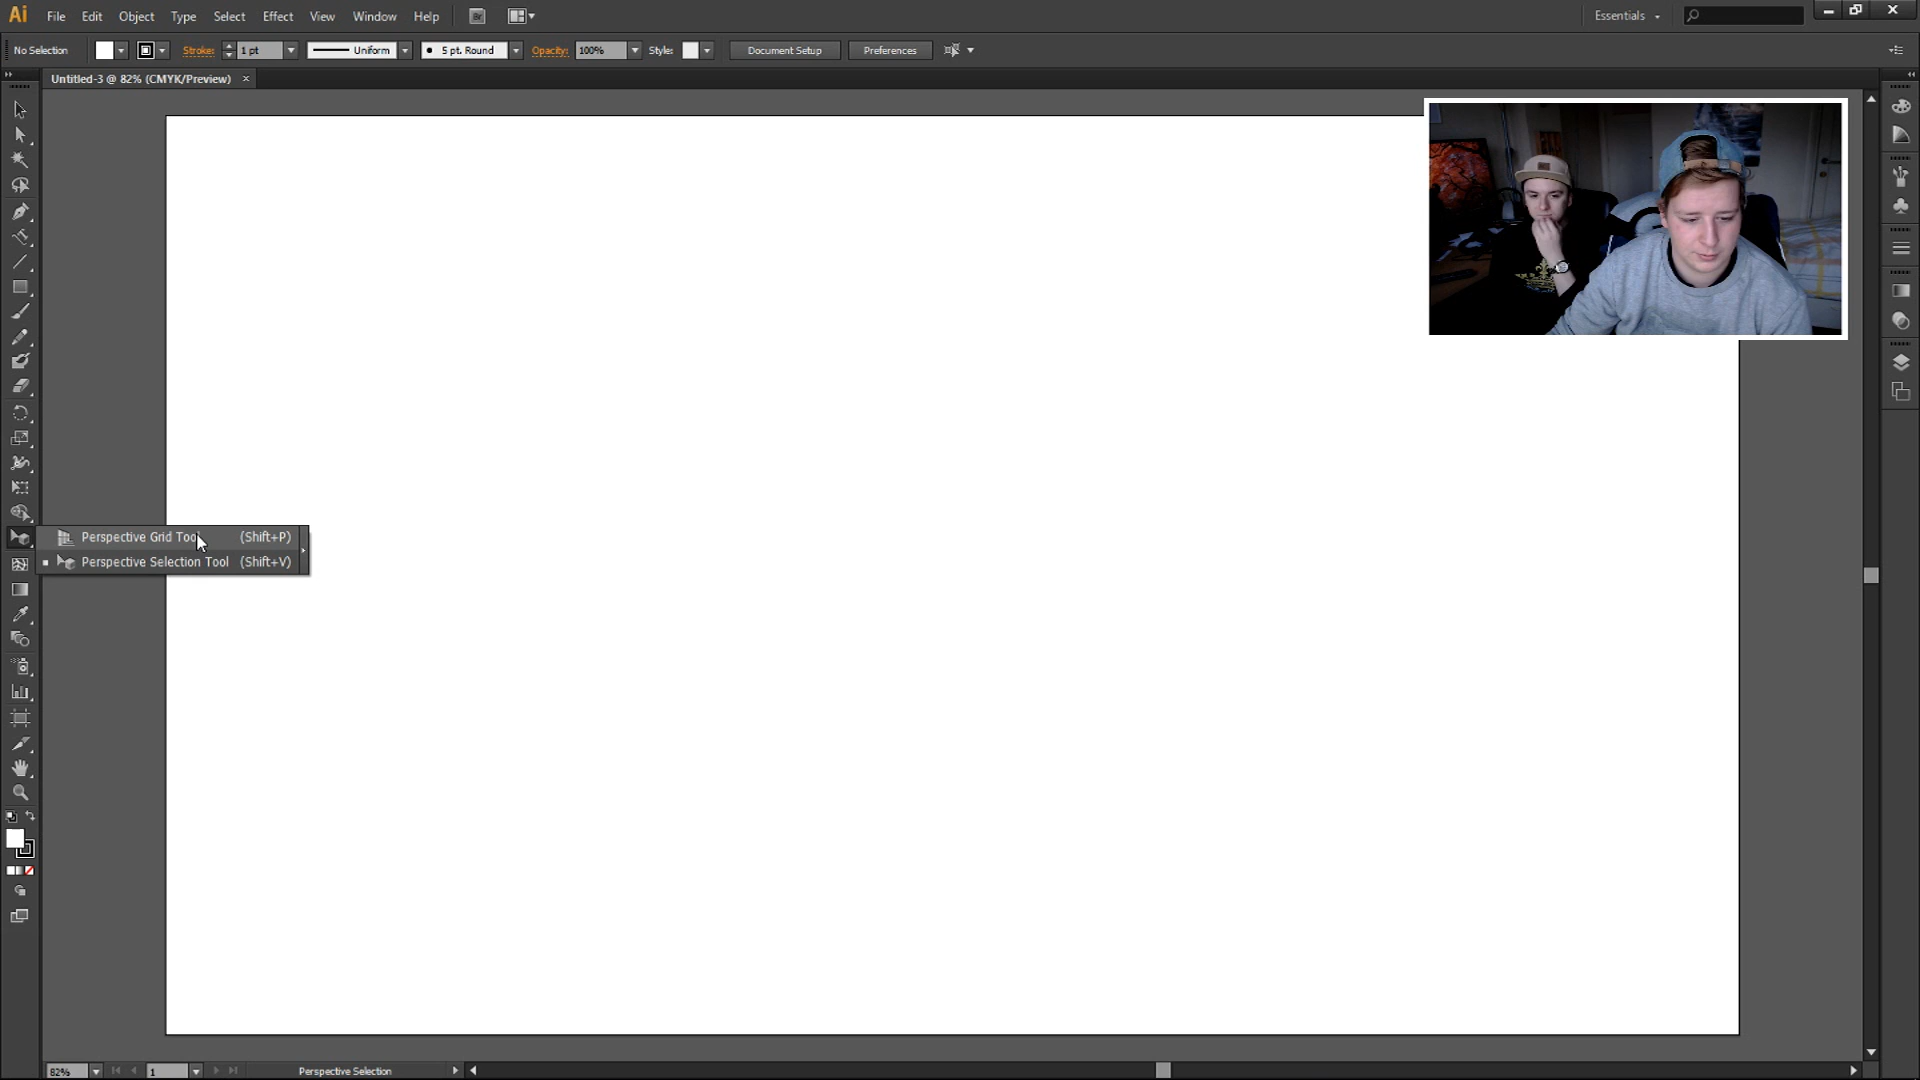 Ai File Edit Object Type Select Effect View Window Help Br Essentials
No Selection Stroke: 1 pt Uniform 5 pt. Round Opacity: 100% Style: Document Setup Preferences
Untitled-3 @ 82% (CMYK/Preview) ×
Perspective Grid Tool (Shift+P)
Perspective Selection Tool (Shift+V)
82% 1 Perspective Selection